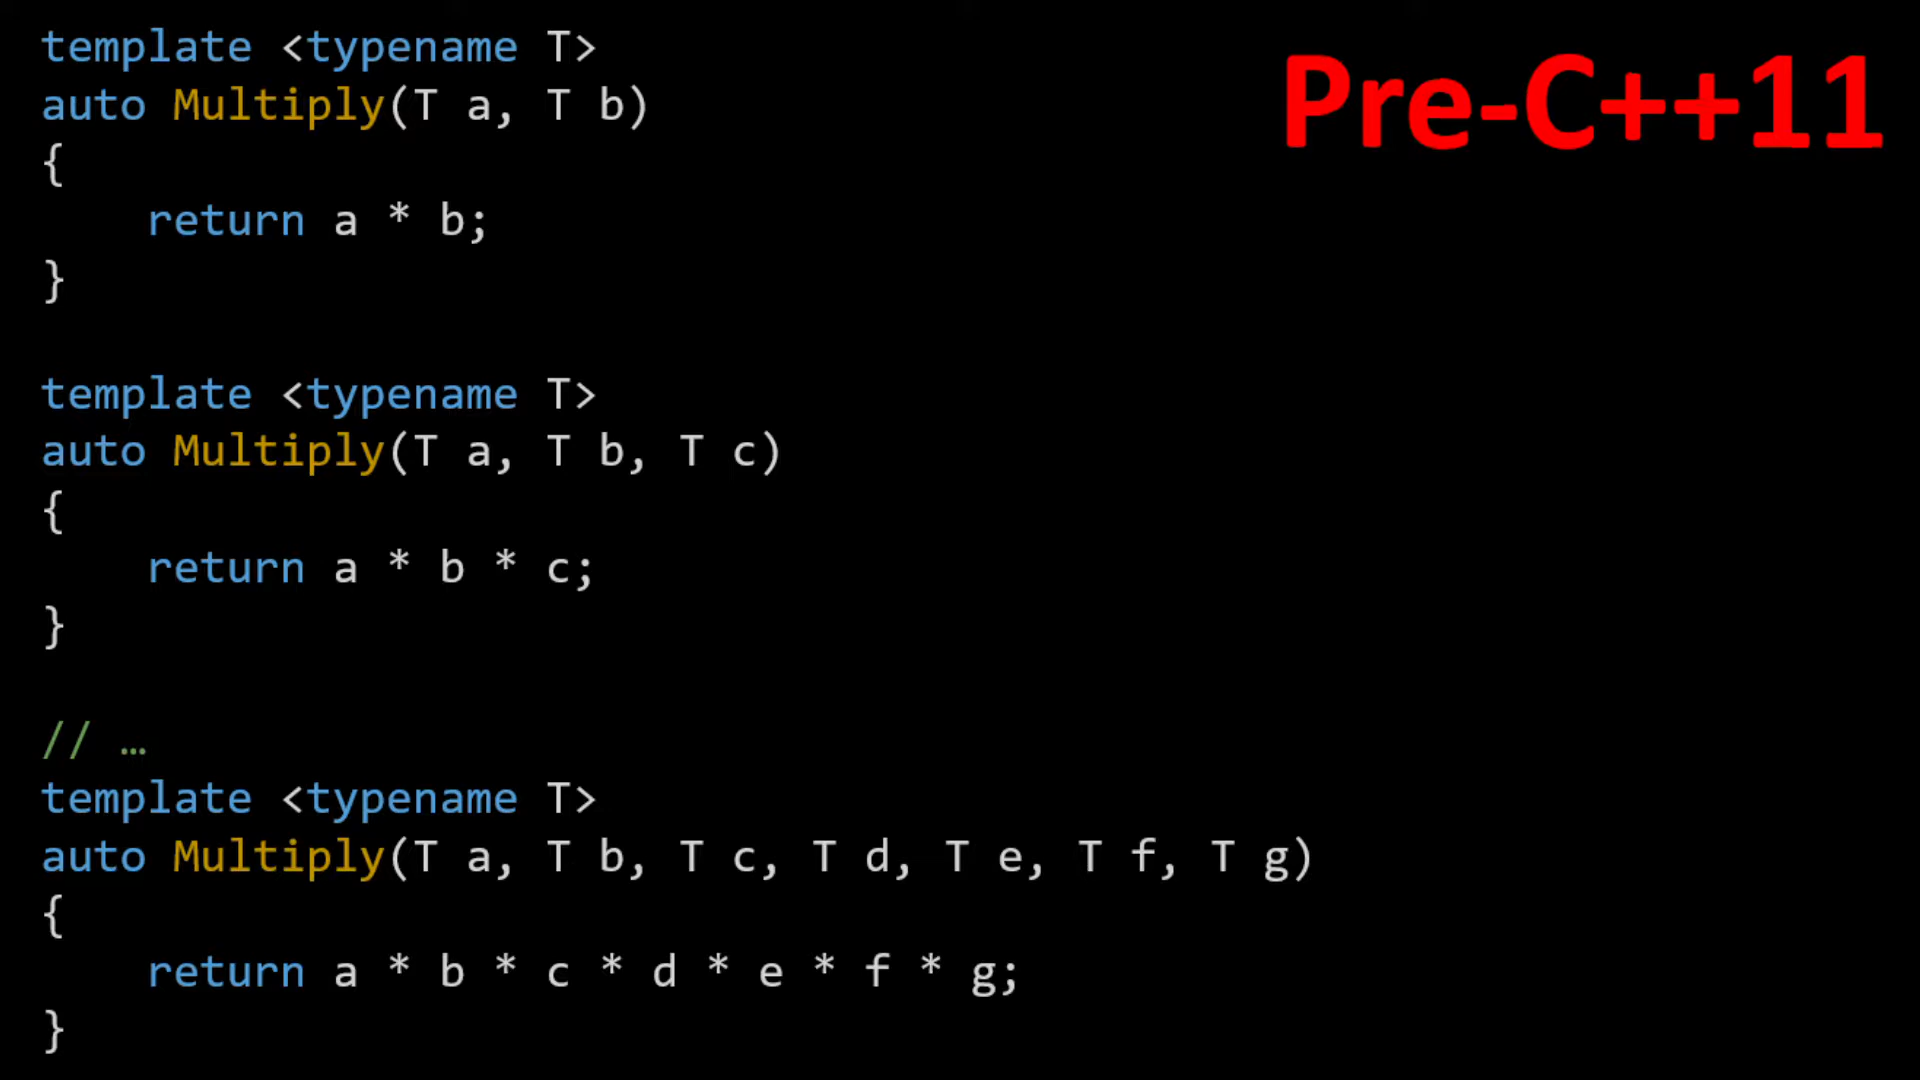 template <typename T>
auto Multiply(T a, T b)
{
    return a * b;
}
Pre-C++11
template <typename T>
auto Multiply(T a, T b, T c)
{
    return a * b * c;
}
// …
template <typename T>
auto Multiply(T a, T b, T c, T d, T e, T f, T g)
{
    return a * b * c * d * e * f * g;
}